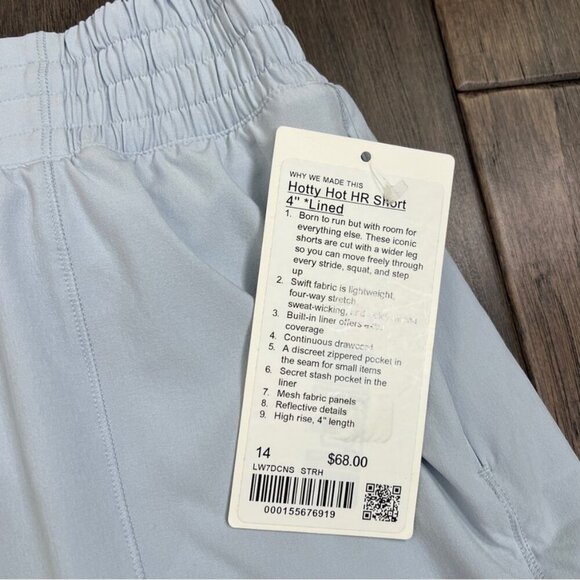 WHY WE MADE THIS
Hotty Hot HR Short
4" *Lined
1. Born to run but with room for
everything else. These iconic
shorts are cut with a wider leg
so you can move freely through
every stride, squat, and step
up
2. Swift fabric is lightweight,
four-way stretch,
sweat-wicking, and
3. Built-in liner offers
coverage
4. Continuous drawcord
5. A discreet zippered pocket in
the seam for small items
6. Secret stash pocket in the
liner
7. Mesh fabric panels
8. Reflective details
9. High rise, 4" length
14 $68.00
LW7DCNS STRH
000155676919